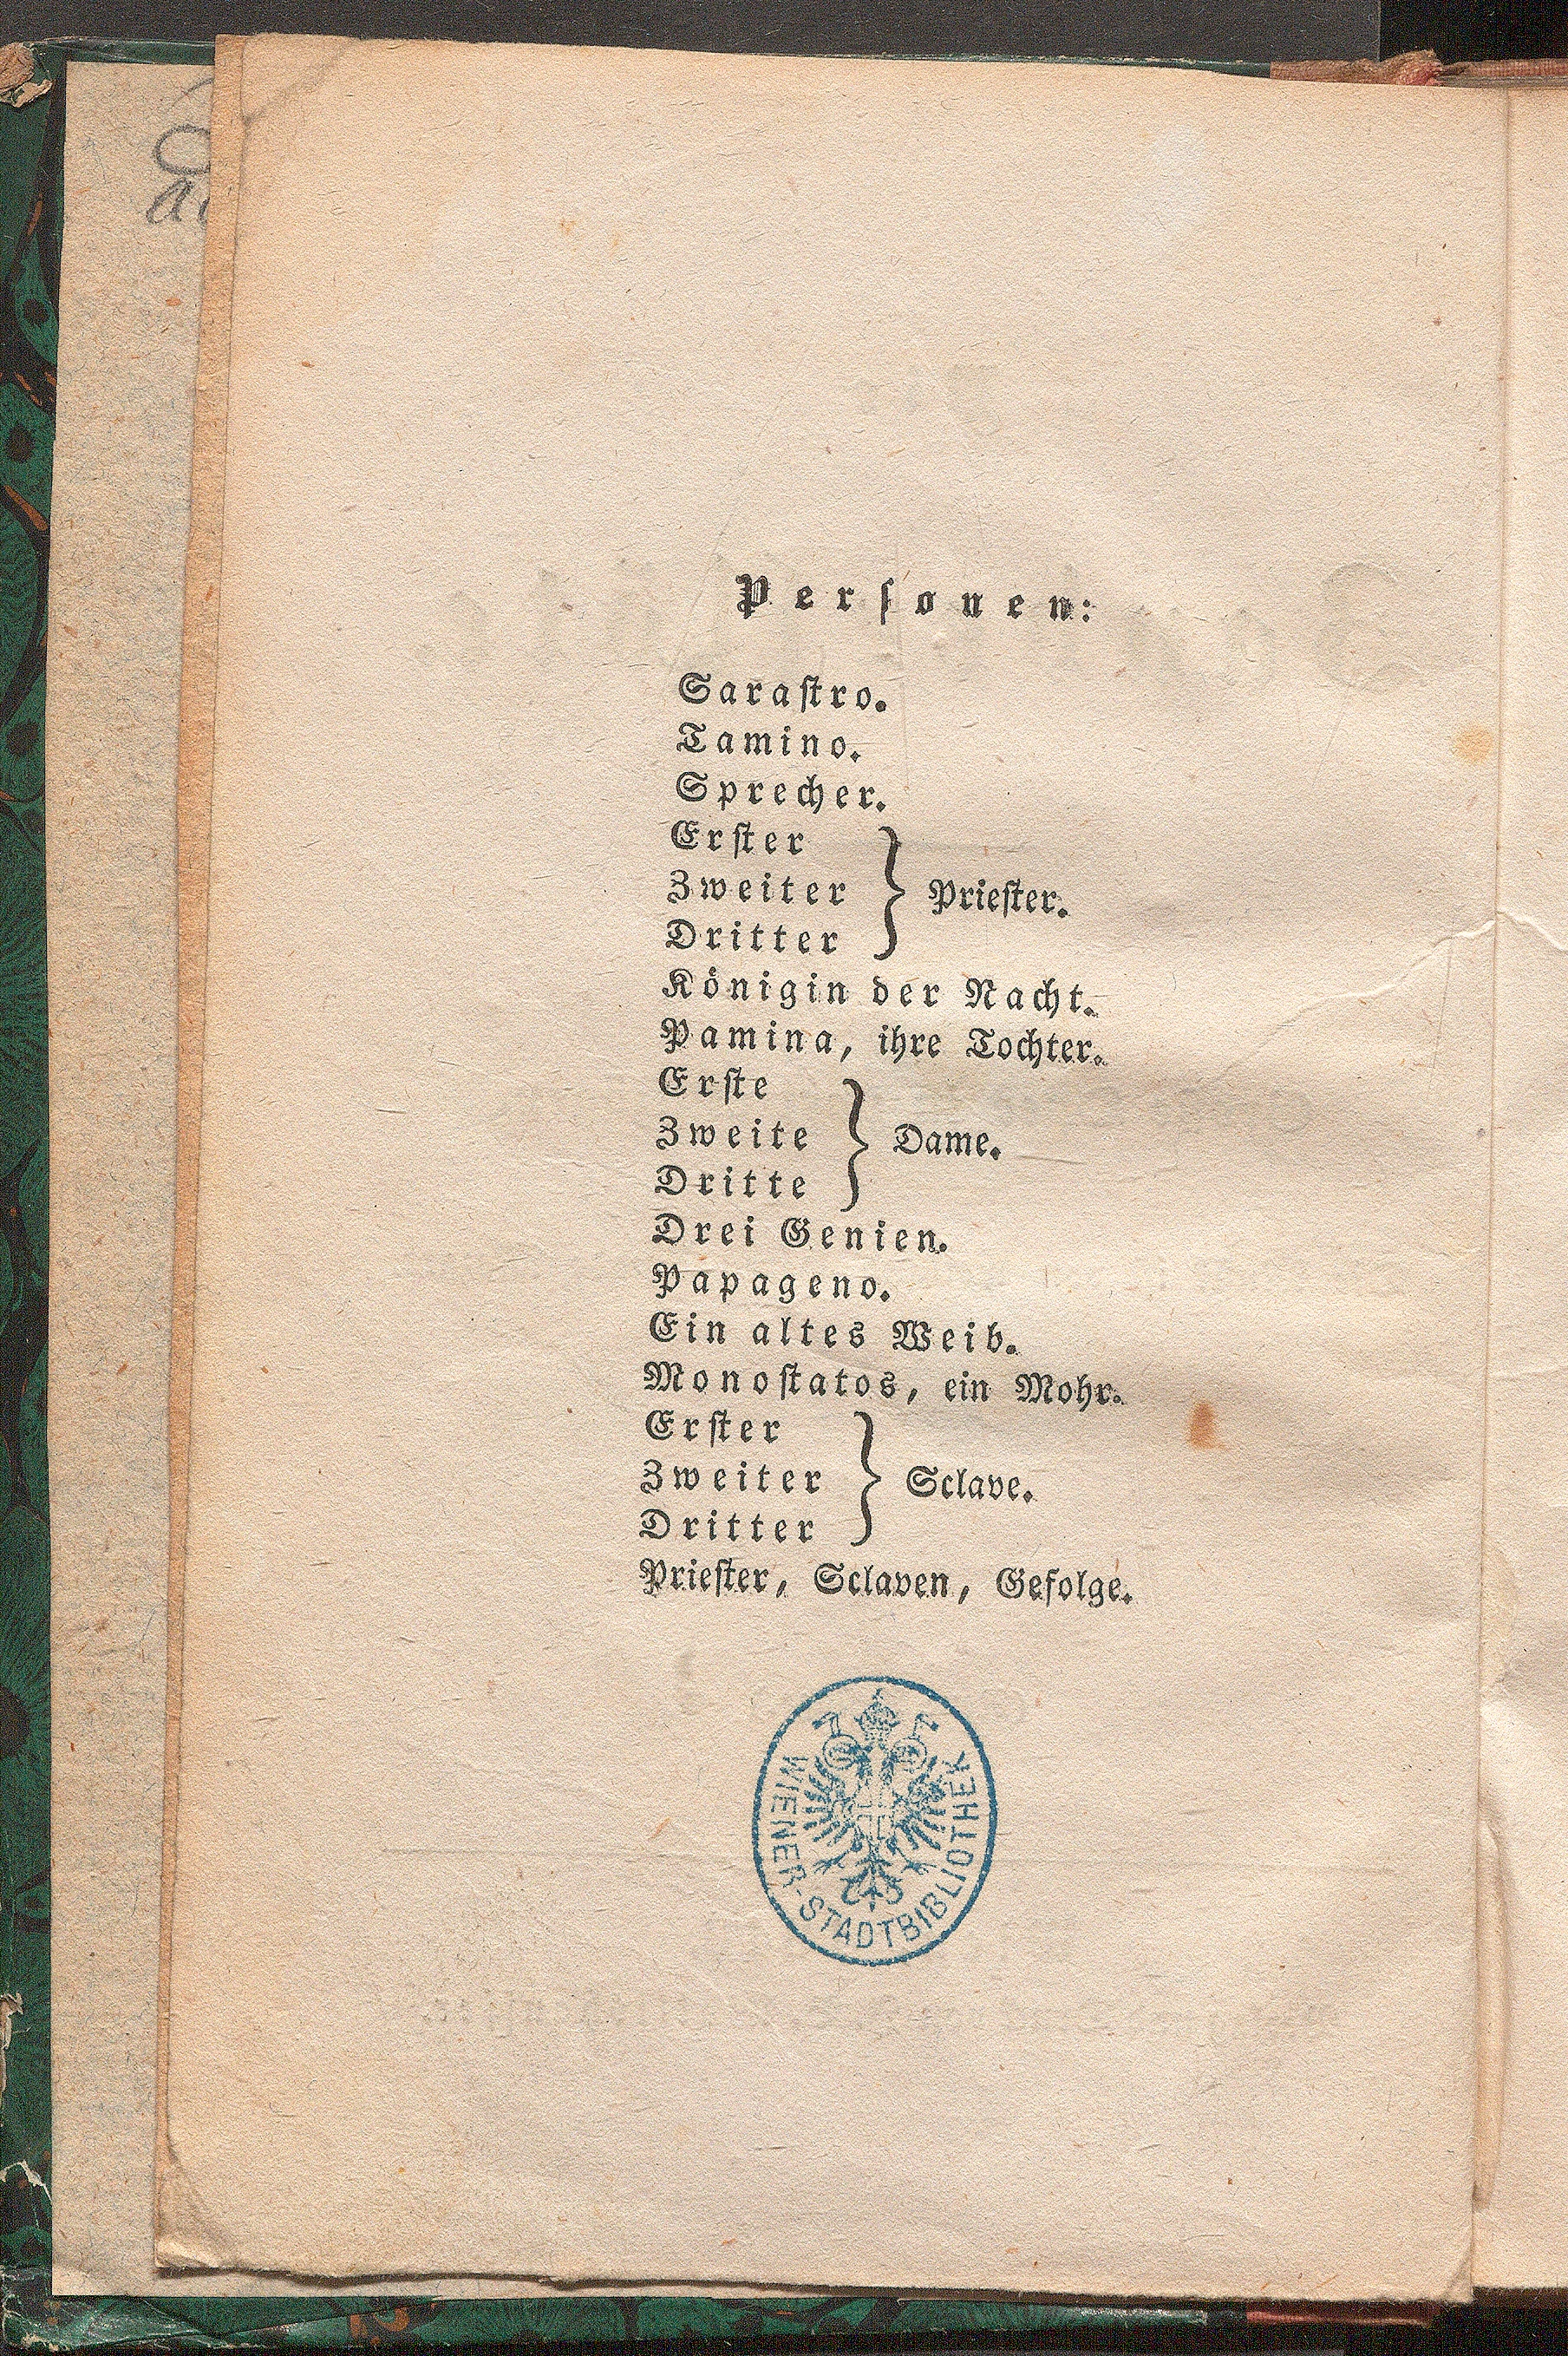 Personen:
Sarastro.
Tamino.
Sprecher.
Erster
Zweiter } Priester.
Dritter
Königin der Nacht.
Pamina, ihre Tochter.
Erste
Zweite } Dame.
Dritte
Drei Genien.
Papageno.
Ein altes Weib.
Monostatos, ein Mohr.
Erster
Zweiter } Sclave.
Dritter
Priester, Sclaven, Gefolge.
WIENER-STADTBIBLIOTHEK